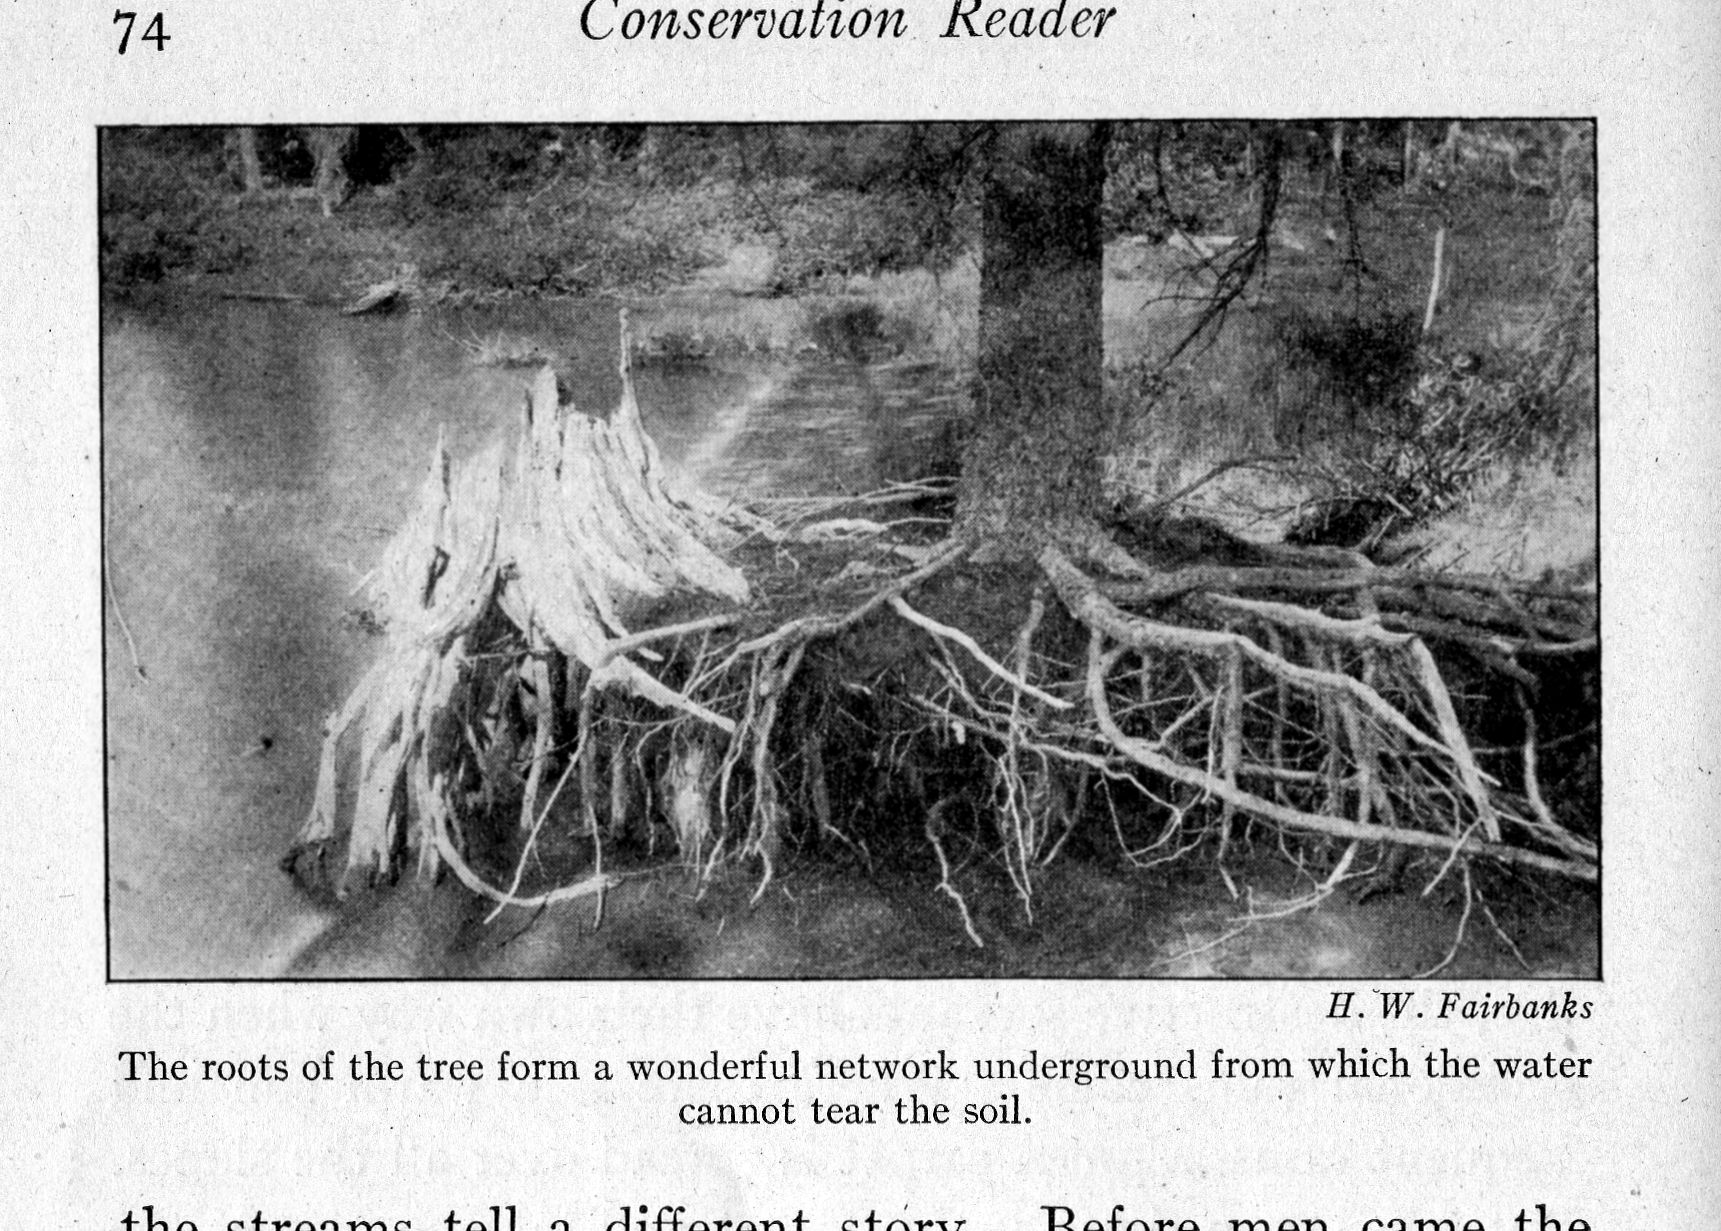 74 Conservation Reader
H. W. Fairbanks
The roots of the tree form a wonderful network underground from which the water
cannot tear the soil.
the streams tell a different story. Before men came the